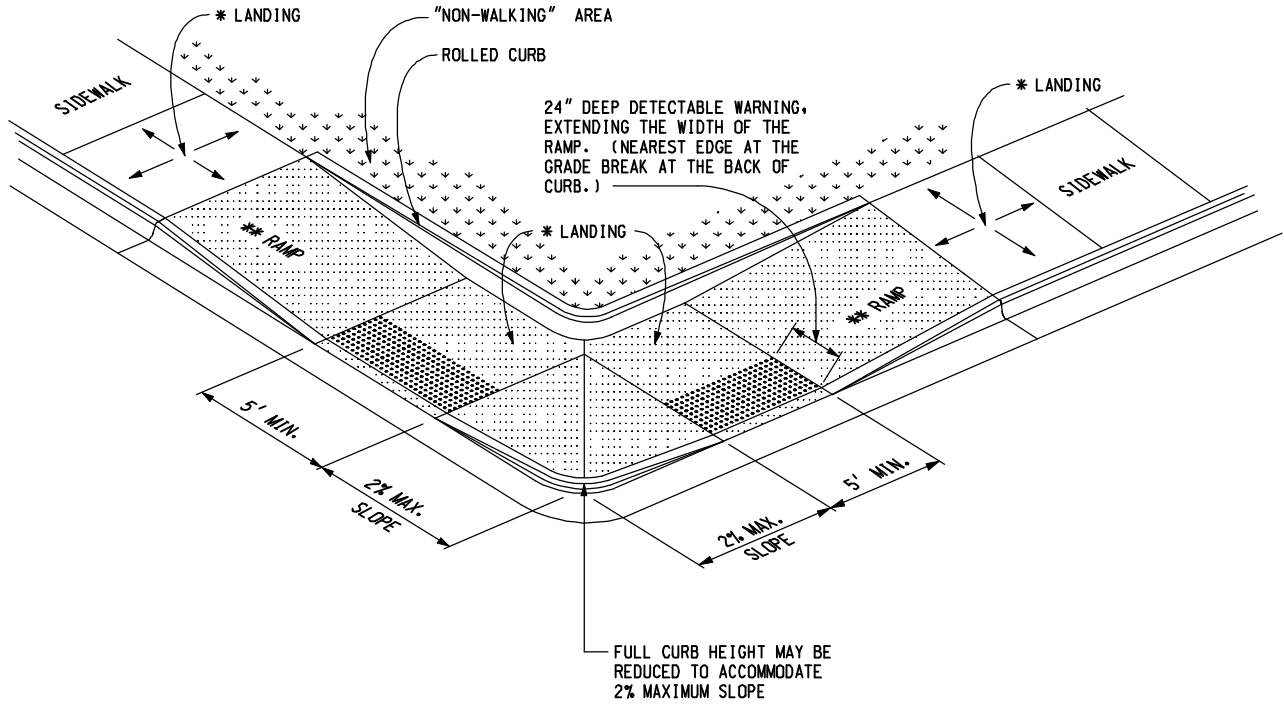 * LANDING
"NON-WALKING" AREA
ROLLED CURB
* LANDING
SIDEWALK
24" DEEP DETECTABLE WARNING,
EXTENDING THE WIDTH OF THE
RAMP. (NEAREST EDGE AT THE
GRADE BREAK AT THE BACK OF
CURB.)
SIDEWALK
** RAMP
* LANDING
** RAMP
5' MIN.
2% MAX.
SLOPE
5' MIN.
2% MAX.
SLOPE
FULL CURB HEIGHT MAY BE
REDUCED TO ACCOMMODATE
2% MAXIMUM SLOPE